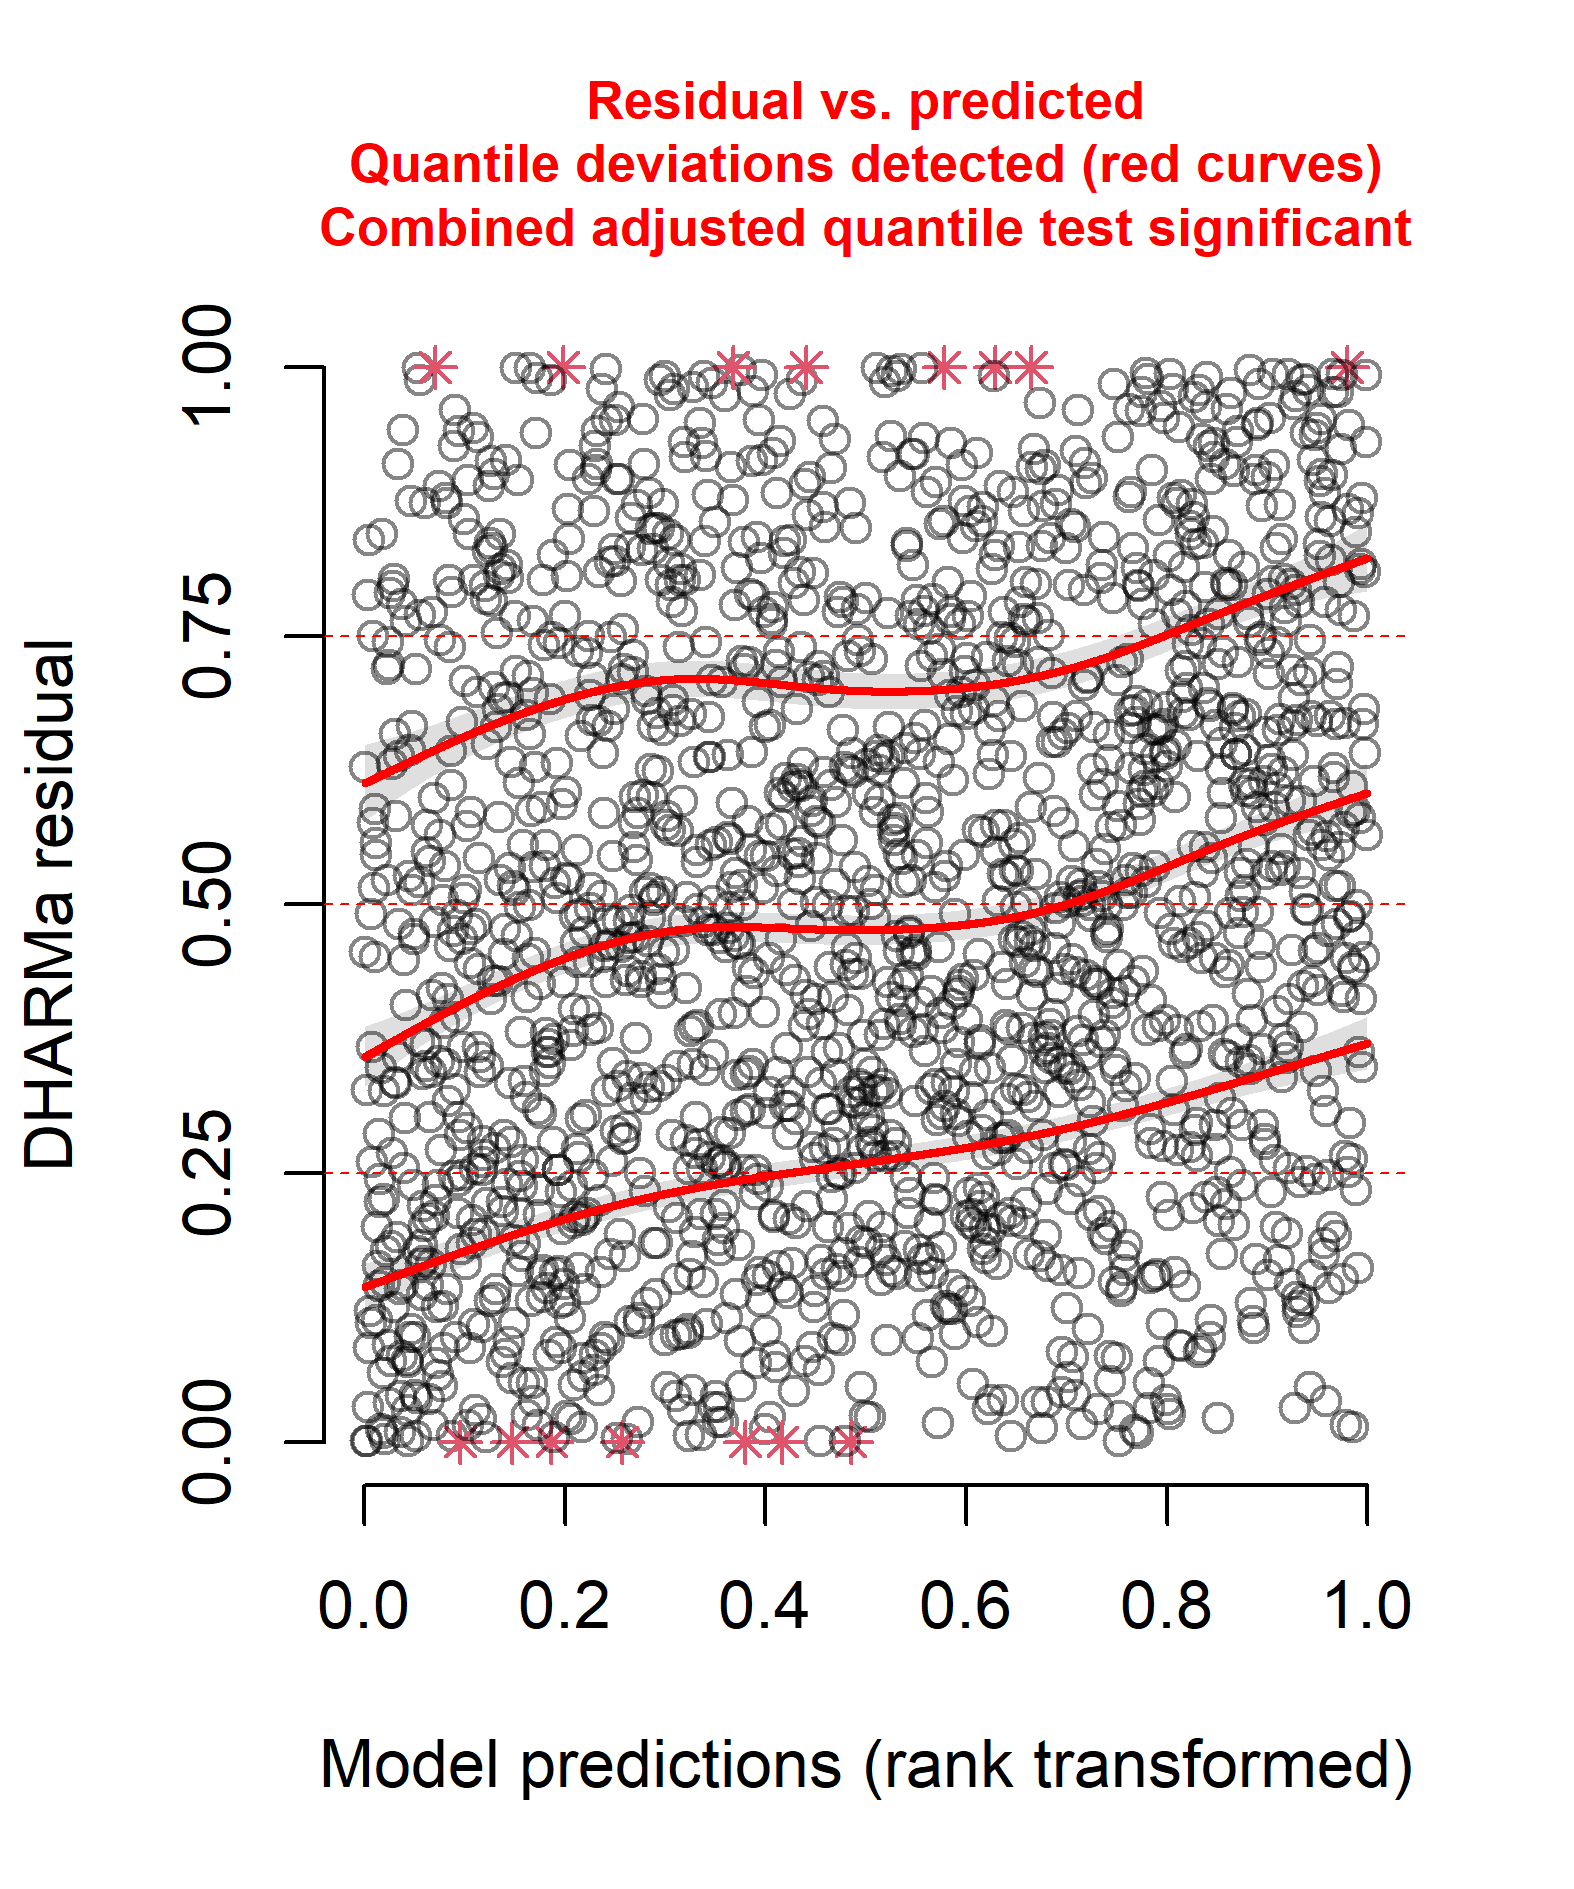 Residual vs. predicted
Quantile deviations detected (red curves)
Combined adjusted quantile test significant
1.00
0.75
0.50
0.25
0.00
DHARMa residual
0.0 0.2 0.4 0.6 0.8 1.0
Model predictions (rank transformed)